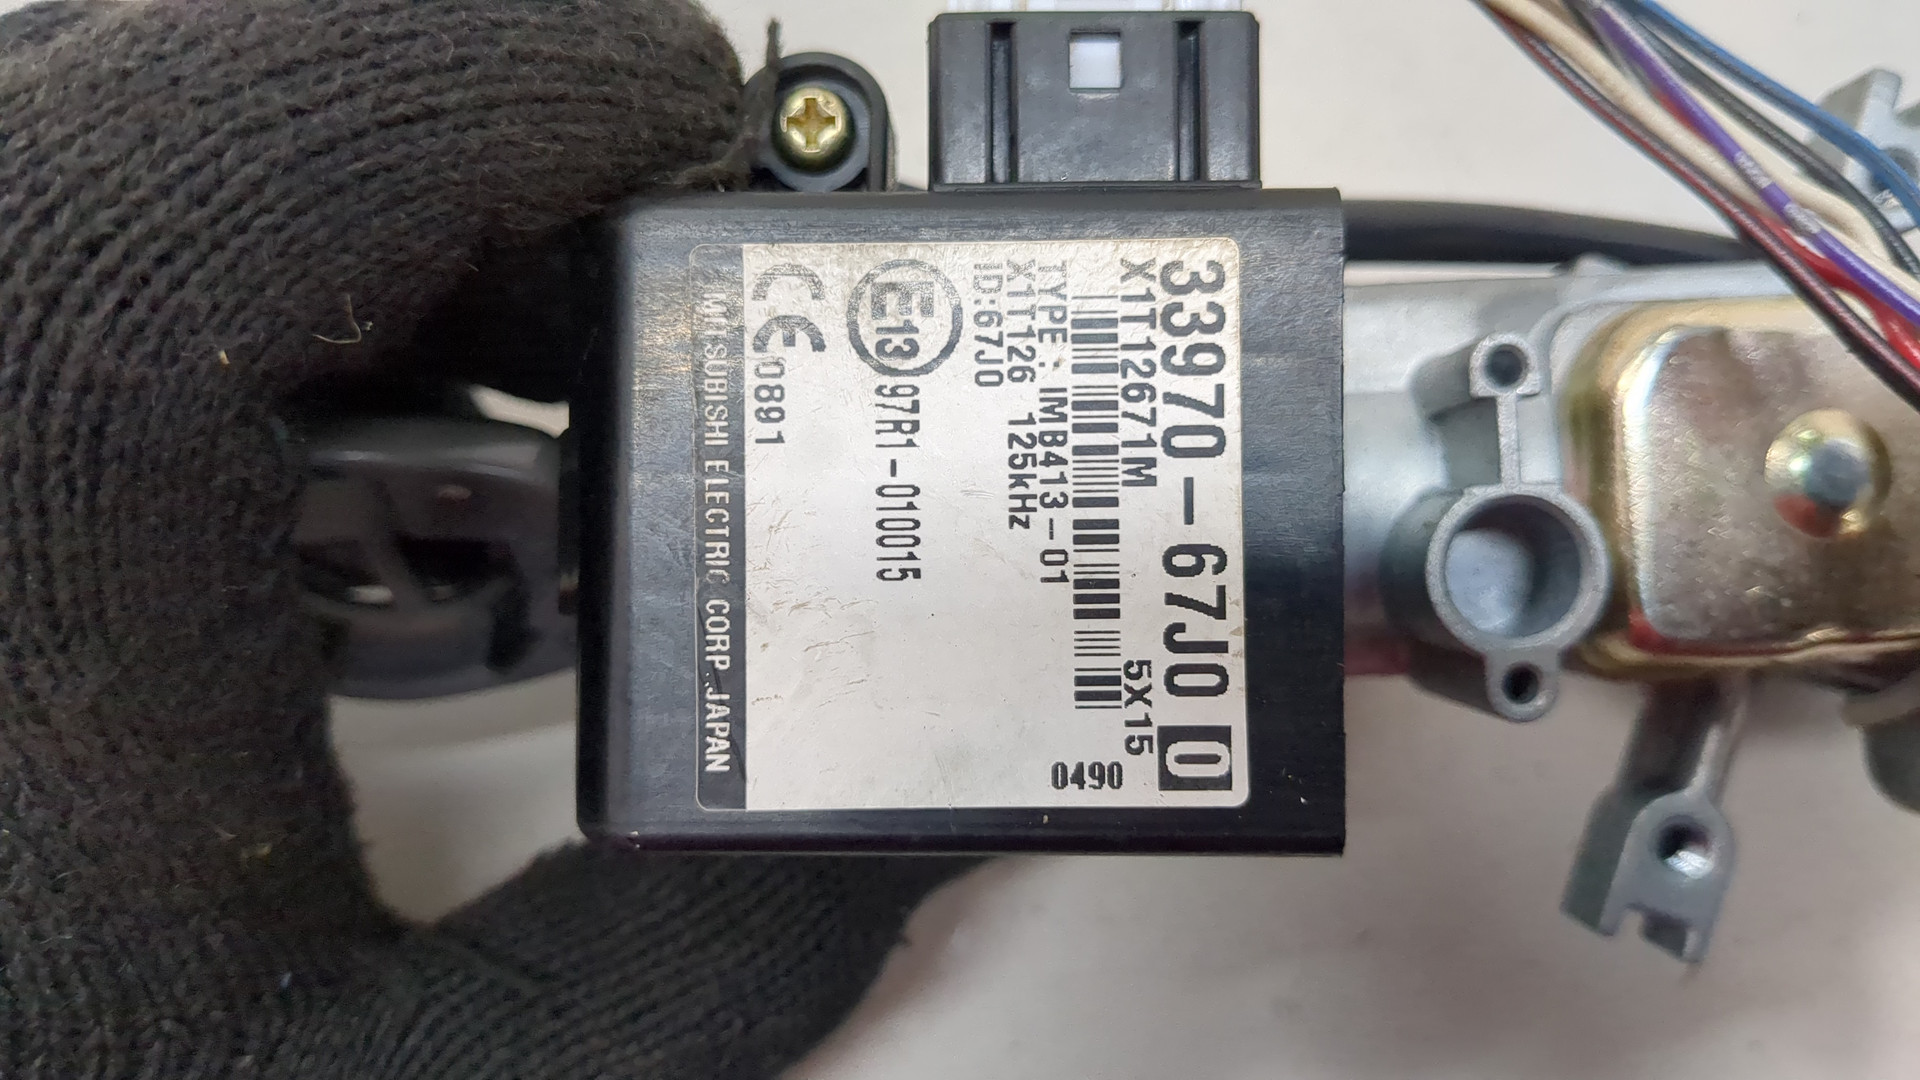 33970-67J0 0
X1T12671M 5X15
0490
TYPE: IMB413-01
X1T126 125kHz
ID:67J0
E13 97R1-010015
CE 0891
MITSUBISHI ELECTRIC CORP. JAPAN